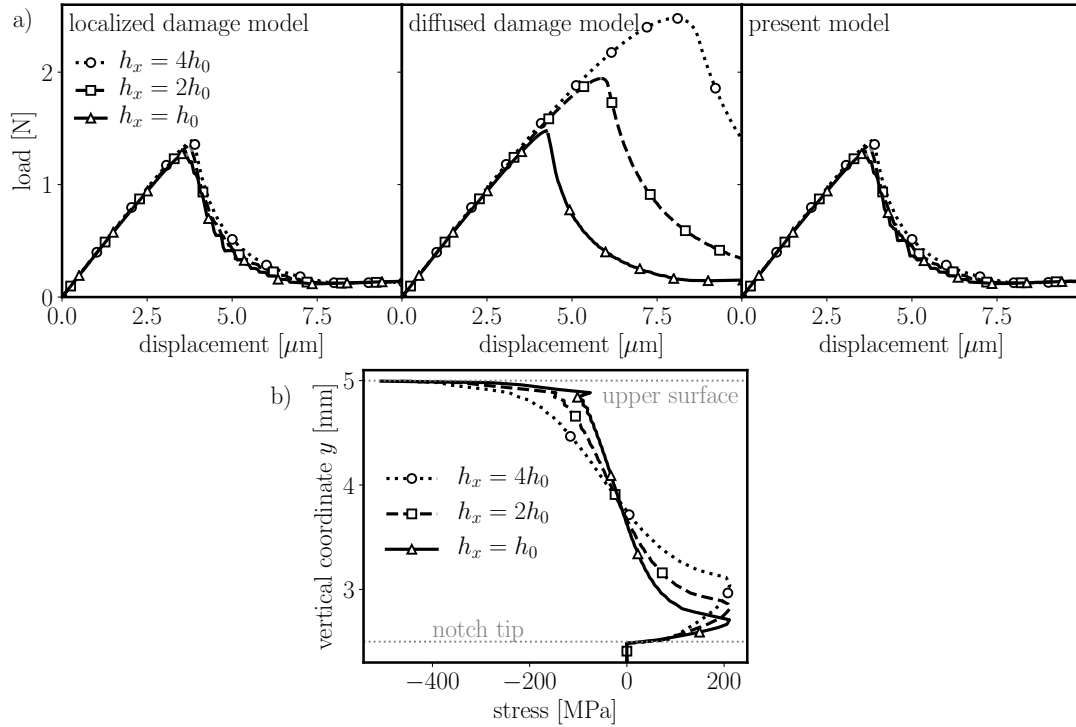 a)
localized damage model
diffused damage model
present model
h_x = 4h_0
h_x = 2h_0
h_x = h_0
load [N]
2
1
0
0.0 2.5 5.0 7.5
0.0 2.5 5.0 7.5
0.0 2.5 5.0 7.5
displacement [μm]
displacement [μm]
displacement [μm]
b)
5
upper surface
4
3
h_x = 4h_0
h_x = 2h_0
h_x = h_0
notch tip
vertical coordinate y [mm]
−400 −200 0 200
stress [MPa]